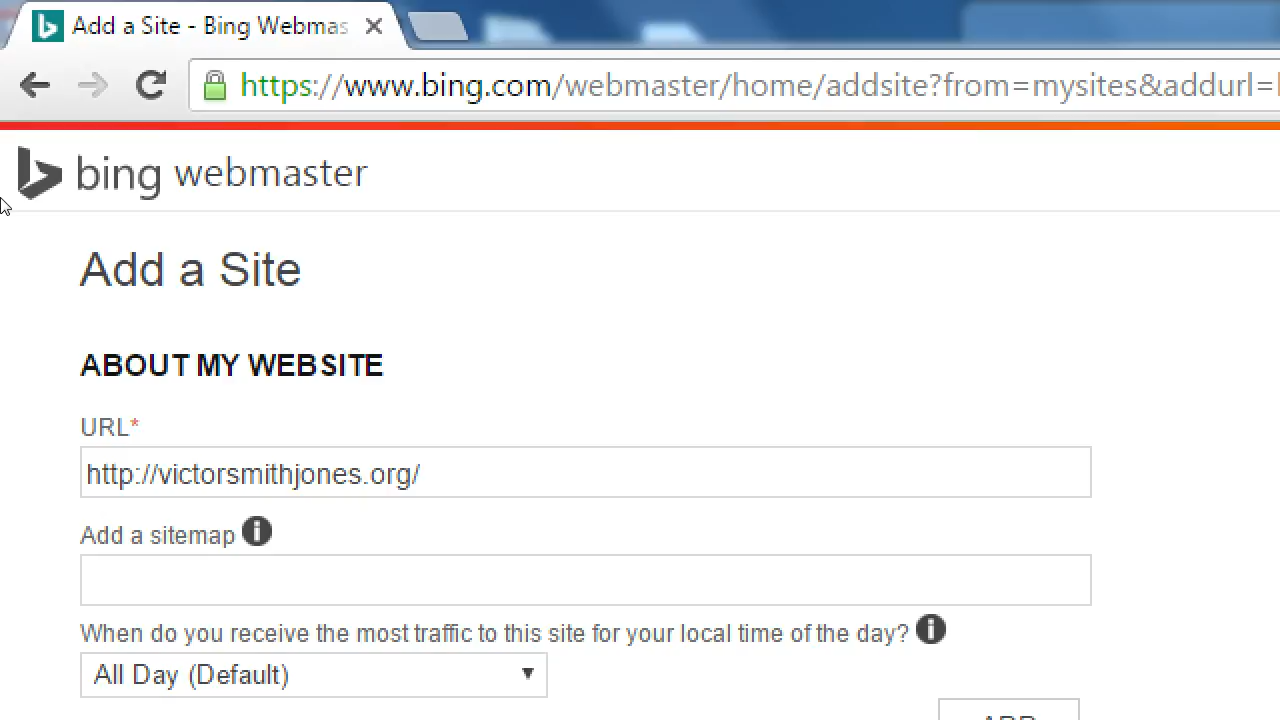 Add a Site - Bing Webmas
https://www.bing.com/webmaster/home/addsite?from=mysites&addurl=
bing webmaster
Add a Site
ABOUT MY WEBSITE
URL*
http://victorsmithjones.org/
Add a sitemap
When do you receive the most traffic to this site for your local time of the day?
All Day (Default)
ADD